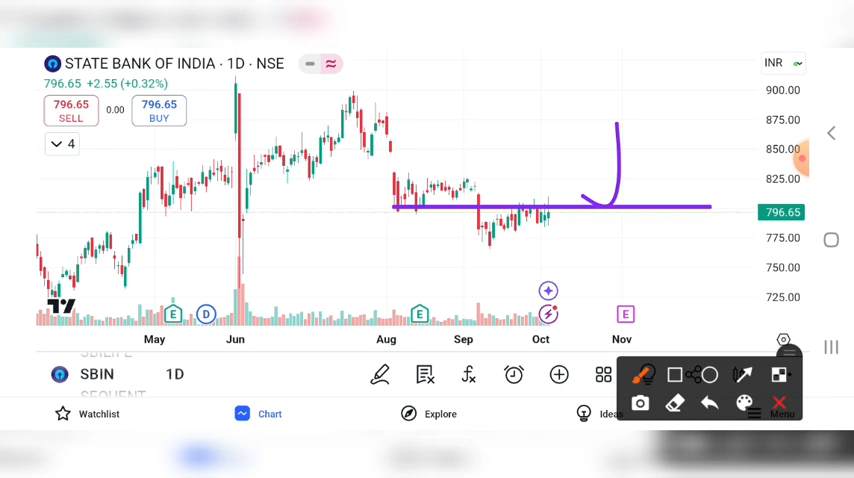 STATE BANK OF INDIA · 1D · NSE
INR
796.65 +2.55 (+0.32%)
796.65
SELL
0.00
796.65
BUY
4
900.00
875.00
850.00
825.00
796.65
775.00
750.00
725.00
E
D
E
E
May
Jun
Aug
Sep
Oct
Nov
SBILIFE
SBIN
1D
SEQUENT
Watchlist
Chart
Explore
Ideas
Menu